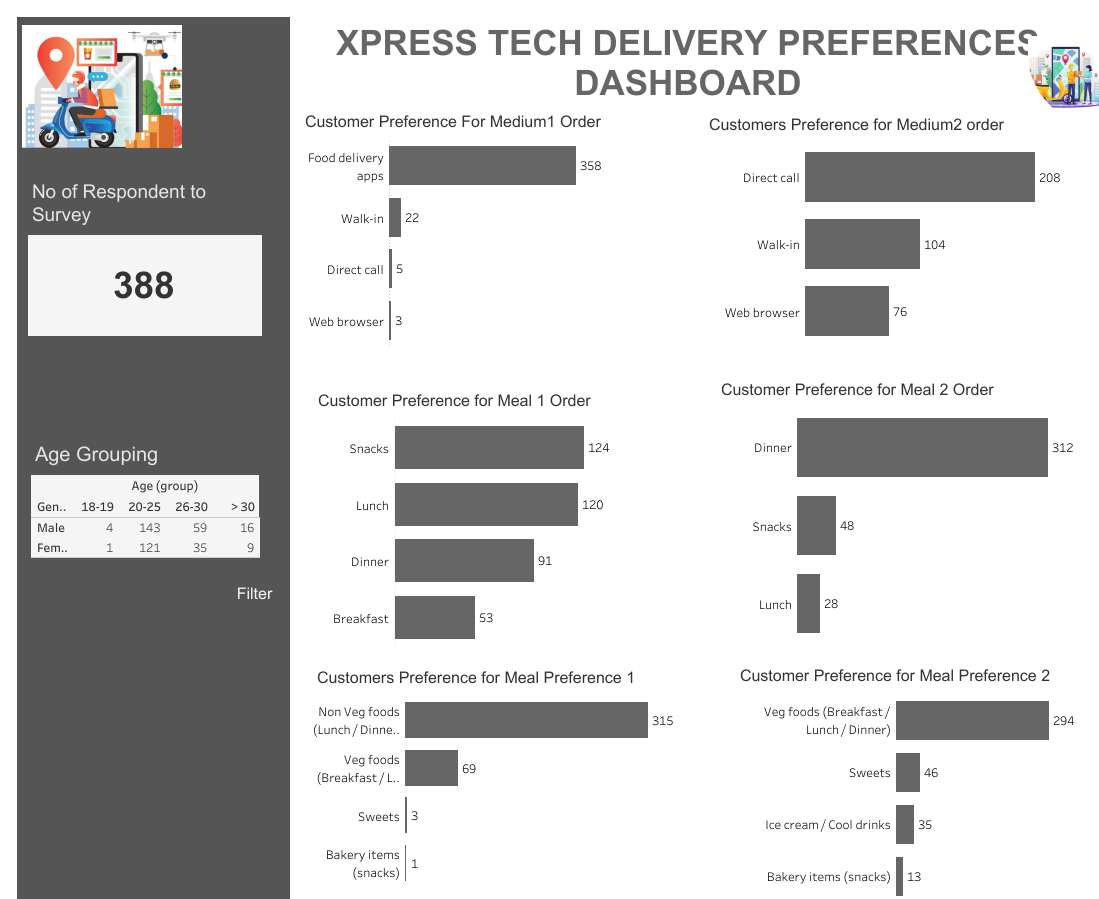 XPRESS TECH DELIVERY PREFERENCES
DASHBOARD
No of Respondent to
Survey
388
Age Grouping
Age (group)
Gen.. 18-19 20-25 26-30 > 30
Male 4 143 59 16
Fem.. 1 121 35 9
Filter
Customer Preference For Medium1 Order
Food delivery
apps 358
Walk-in 22
Direct call 5
Web browser 3
Customers Preference for Medium2 order
Direct call 208
Walk-in 104
Web browser 76
Customer Preference for Meal 1 Order
Snacks 124
Lunch 120
Dinner 91
Breakfast 53
Customer Preference for Meal 2 Order
Dinner 312
Snacks 48
Lunch 28
Customers Preference for Meal Preference 1
Non Veg foods
(Lunch / Dinne.. 315
Veg foods
(Breakfast / L.. 69
Sweets 3
Bakery items
(snacks) 1
Customer Preference for Meal Preference 2
Veg foods (Breakfast /
Lunch / Dinner) 294
Sweets 46
Ice cream / Cool drinks 35
Bakery items (snacks) 13